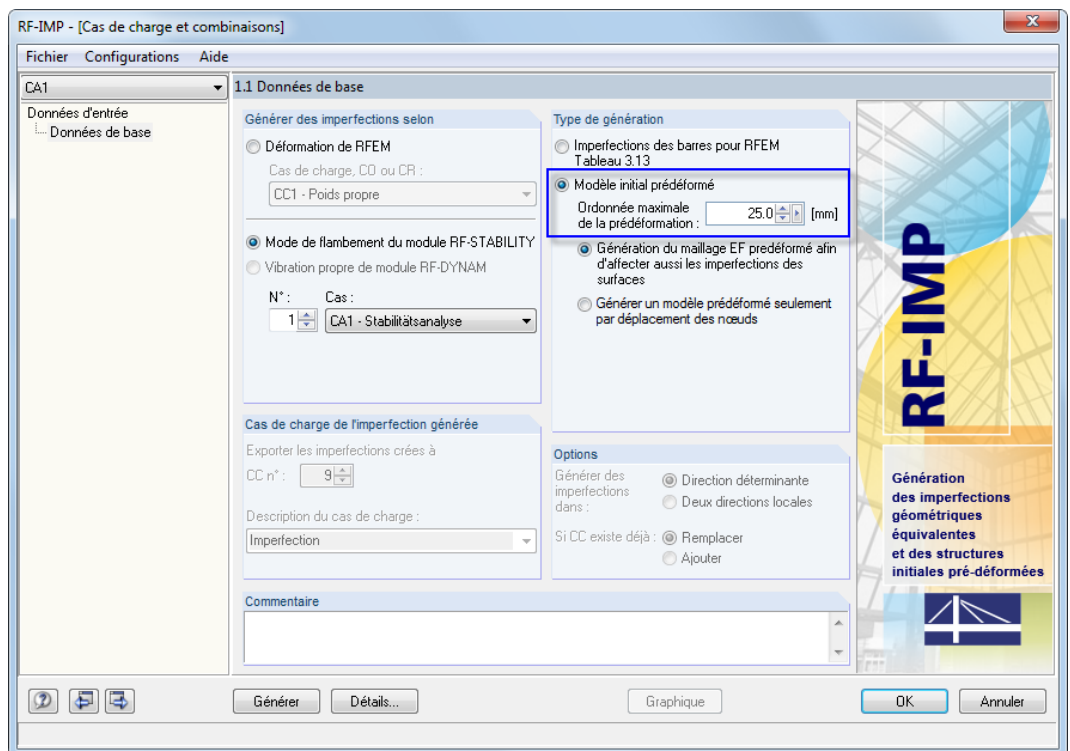 RF-IMP - [Cas de charge et combinaisons]
Fichier Configurations Aide
CA1
1.1 Données de base
Données d'entrée
Données de base
Générer des imperfections selon
Déformation de RFEM
Cas de charge, CO ou CR :
CC1 - Poids propre
Mode de flambement du module RF-STABILITY
Vibration propre de module RF-DYNAM
N° : Cas :
1 CA1 - Stabilitätsanalyse
Type de génération
Imperfections des barres pour RFEM
Tableau 3.13
Modèle initial prédéformé
Ordonnée maximale
de la prédéformation : 25.0 [mm]
Génération du maillage EF predéformé afin
d'affecter aussi les imperfections des
surfaces
Générer un modèle prédéformé seulement
par déplacement des nœuds
Cas de charge de l'imperfection générée
Exporter les imperfections crées à
CC n° : 9
Description du cas de charge :
Imperfection
Options
Générer des
imperfections
dans :
Direction déterminante
Deux directions locales
Si CC existe déjà : Remplacer
Ajouter
Commentaire
RF-IMP
Génération
des imperfections
géométriques
équivalentes
et des structures
initiales pré-déformées
Générer Détails... Graphique OK Annuler